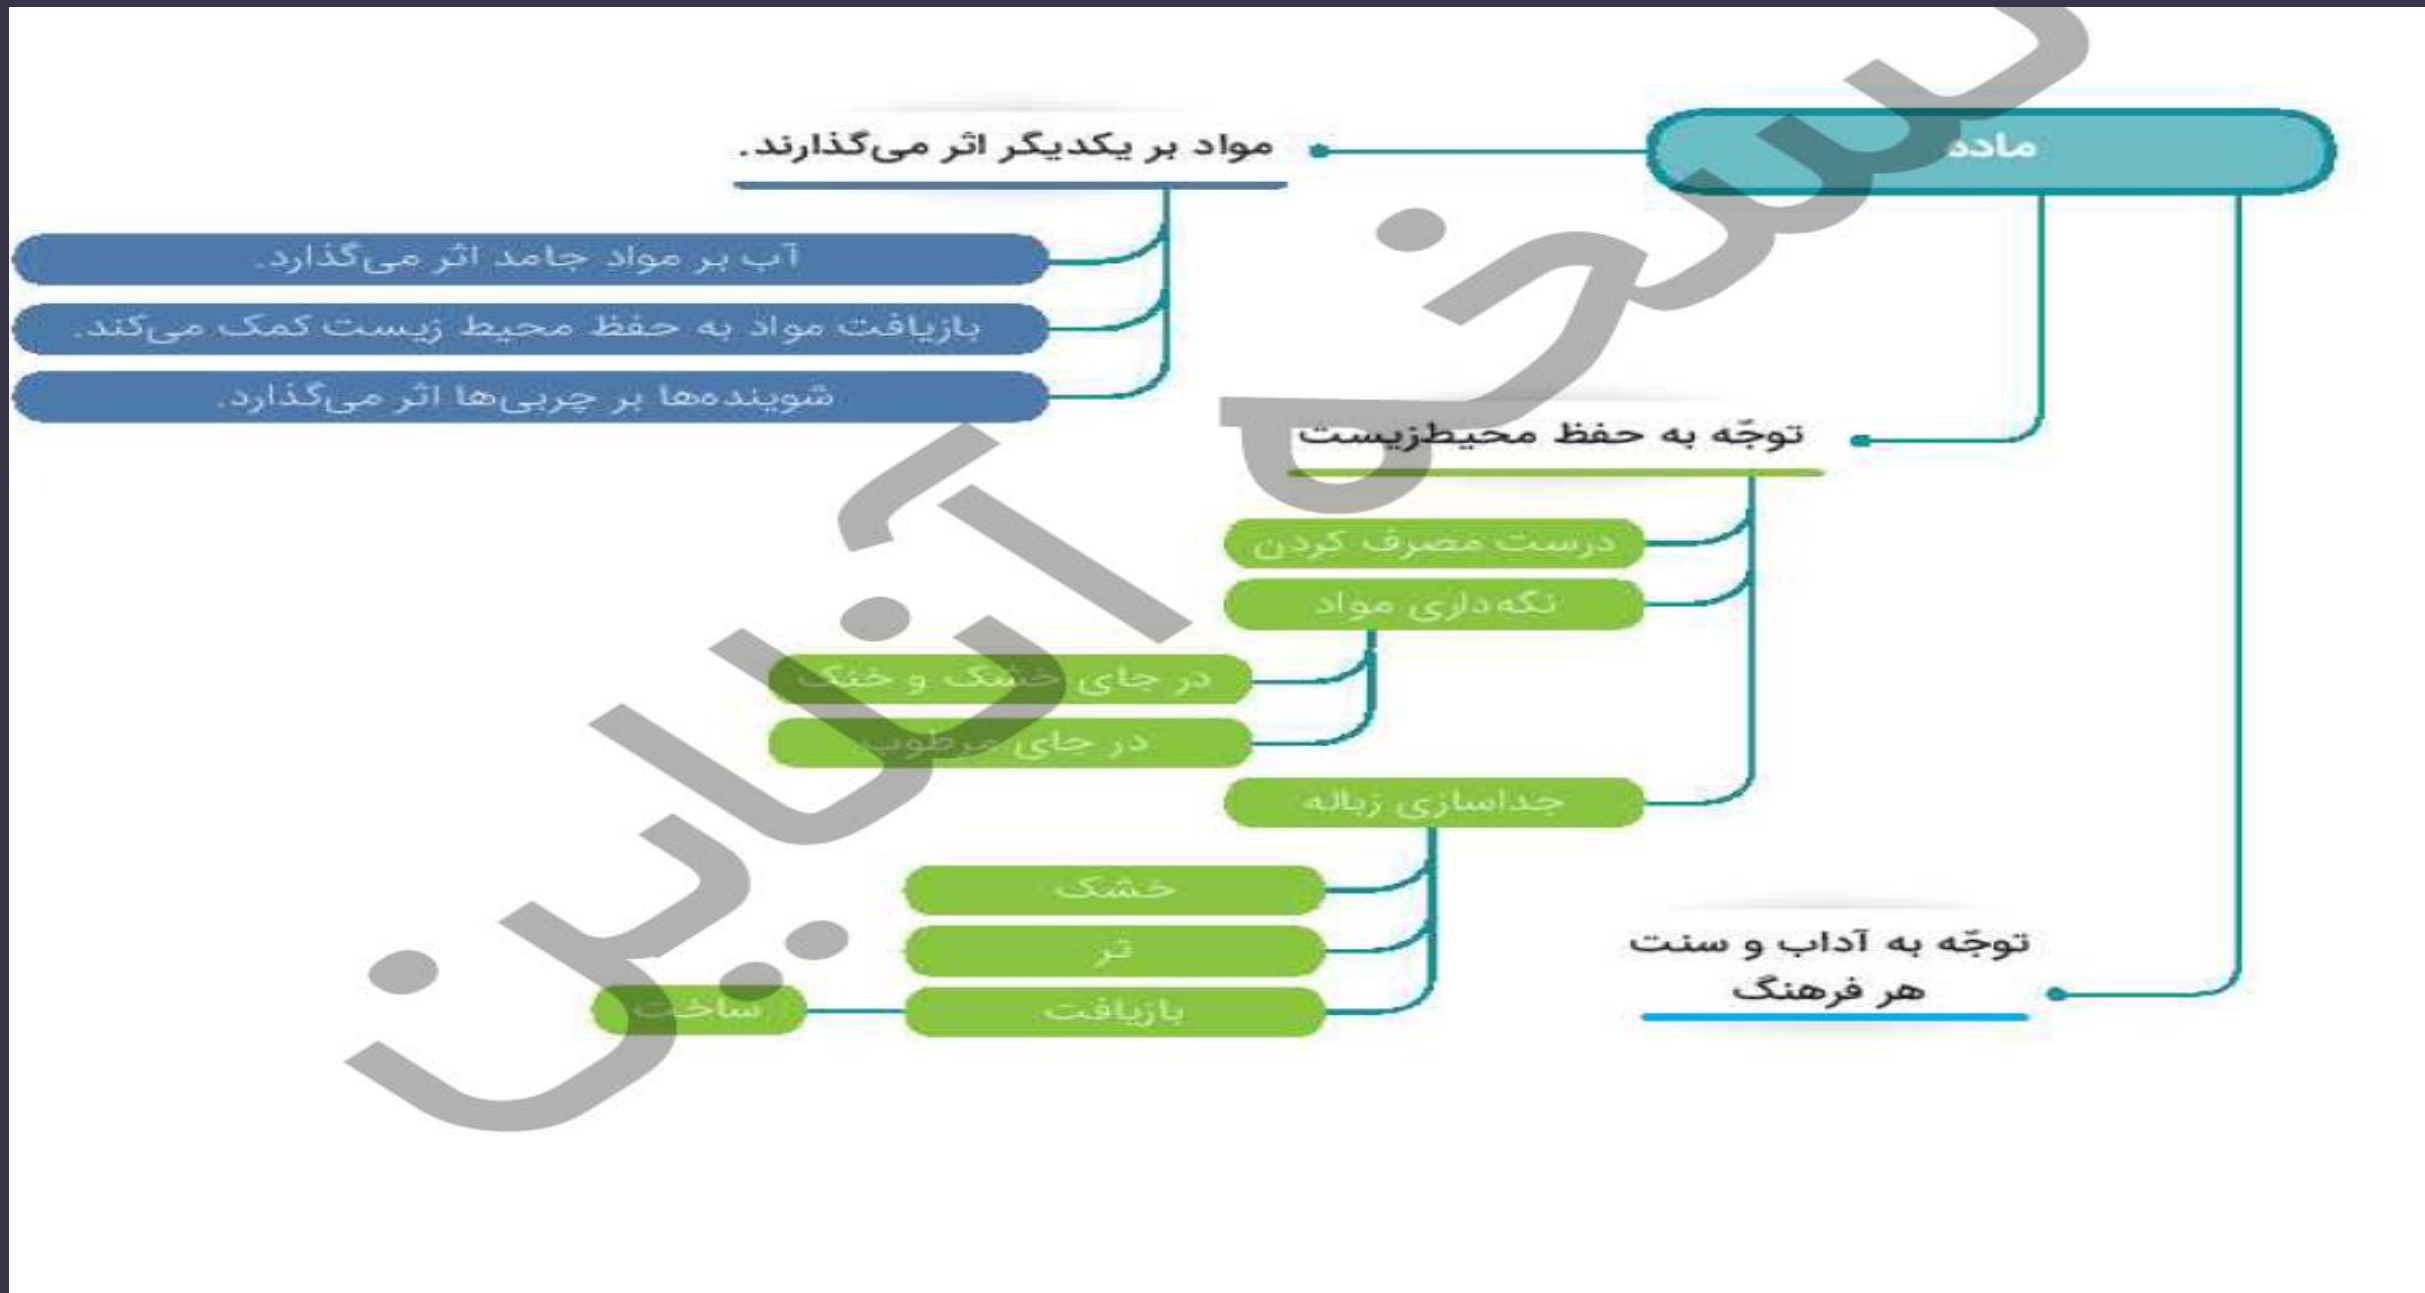 ماده
مواد بر یکدیگر اثر می‌گذارند.
آب بر مواد جامد اثر می‌گذارد.
بازیافت مواد به حفظ محیط زیست کمک می‌کند.
شوینده‌ها بر چربی‌ها اثر می‌گذارد.
توجّه به حفظ محیط‌زیست
درست مصرف کردن
نگه‌داری مواد
در جای خشک و خنک
در جای مرطوب
جداسازی زباله
خشک
تر
بازیافت
ساخت
توجّه به آداب و سنت
هر فرهنگ
نسخه آفلاین